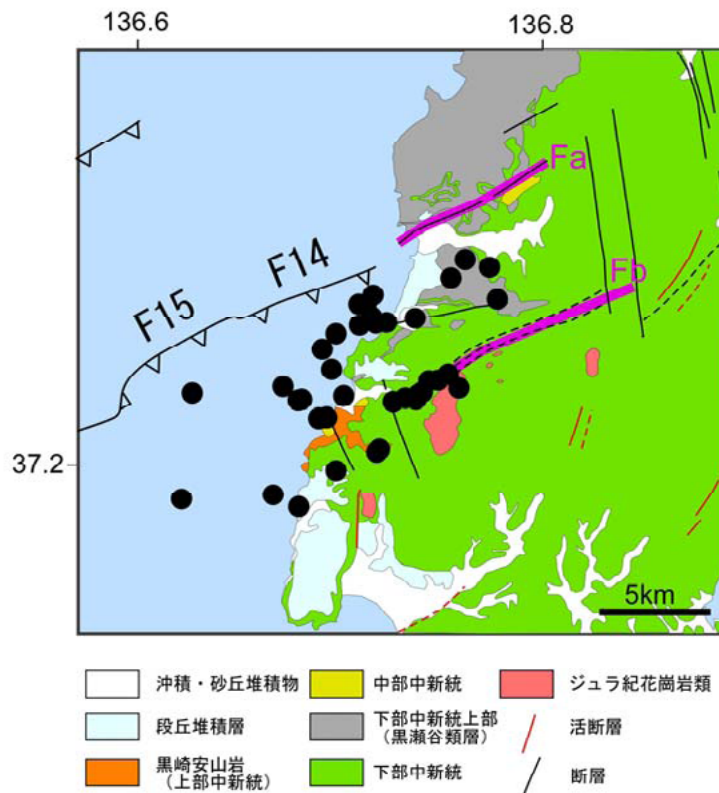 136.6 136.8
Fa
Fb
F14
F15
37.2
5km
沖積・砂丘堆積物
中部中新統
ジュラ紀花崗岩類
段丘堆積層
下部中新統上部
(黒瀬谷類層)
活断層
黒崎安山岩
(上部中新統)
下部中新統
断層